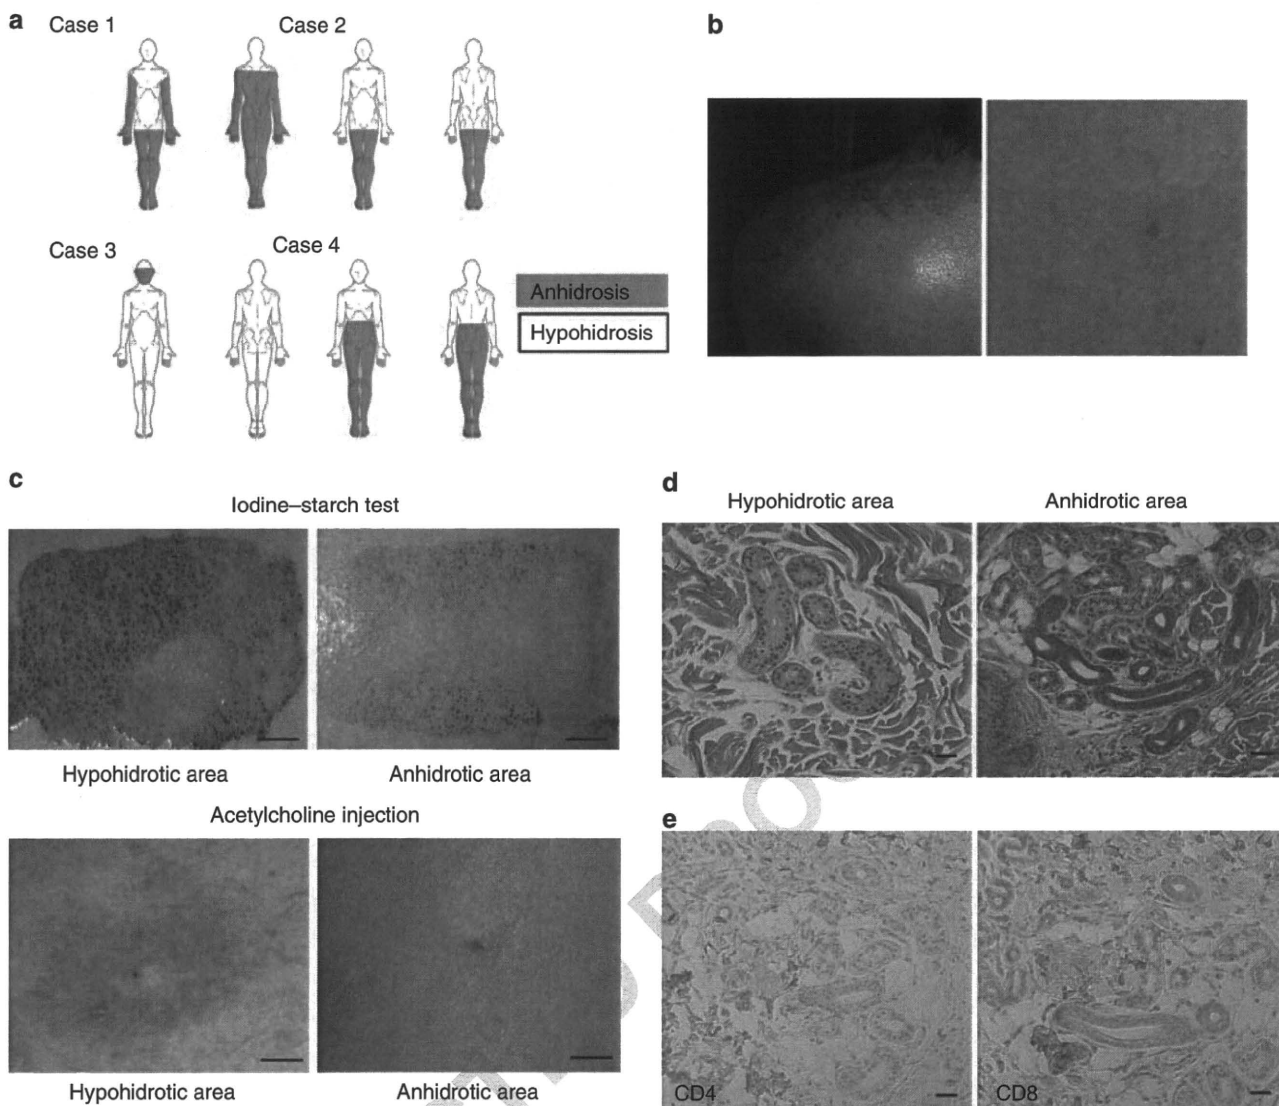 a
Case 1
Case 2
b
Case 3
Case 4
Anhidrosis
Hypohidrosis
c
Iodine–starch test
Hypohidrotic area
Anhidrotic area
Acetylcholine injection
Hypohidrotic area
Anhidrotic area
d
Hypohidrotic area
Anhidrotic area
e
CD4
CD8